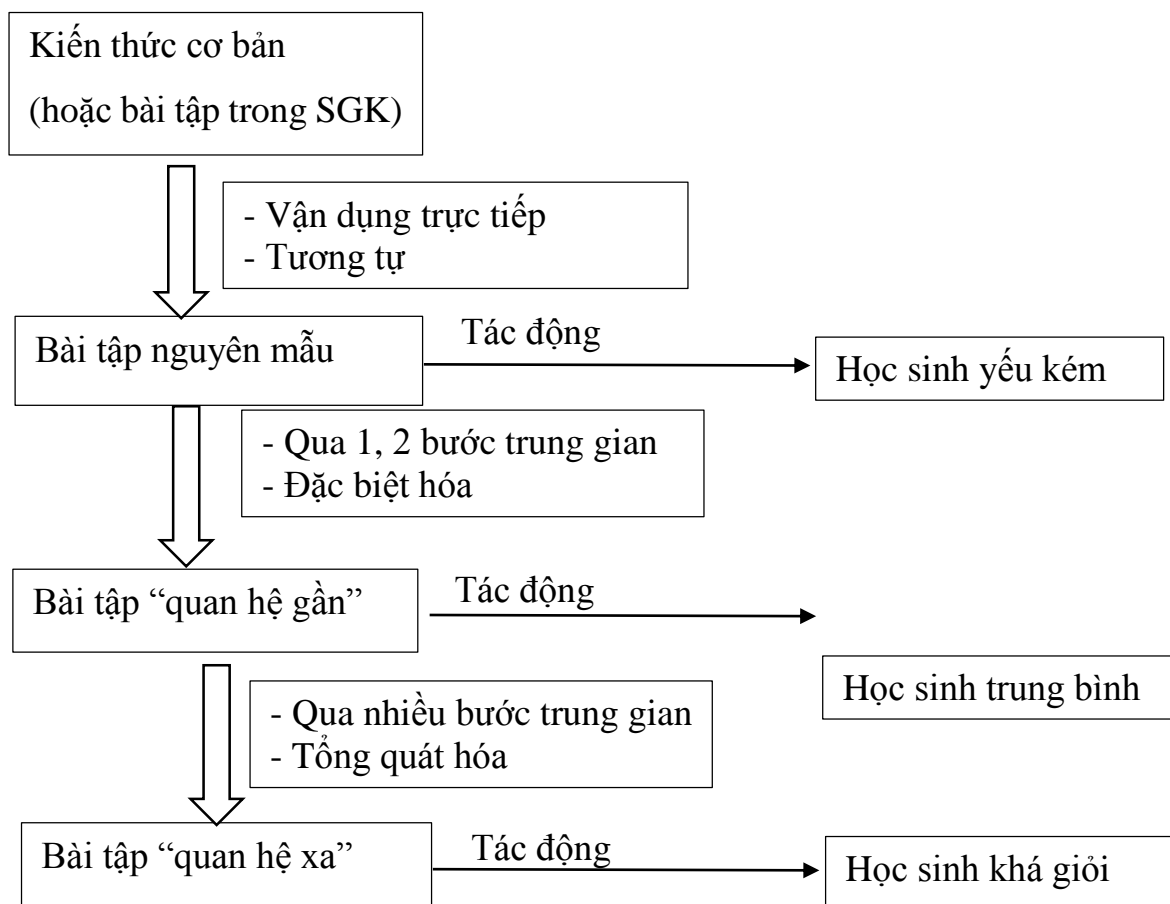 Kiến thức cơ bản
(hoặc bài tập trong SGK)
- Vận dụng trực tiếp
- Tương tự
Bài tập nguyên mẫu
Tác động
Học sinh yếu kém
- Qua 1, 2 bước trung gian
- Đặc biệt hóa
Bài tập “quan hệ gần”
Tác động
Học sinh trung bình
- Qua nhiều bước trung gian
- Tổng quát hóa
Bài tập “quan hệ xa”
Tác động
Học sinh khá giỏi